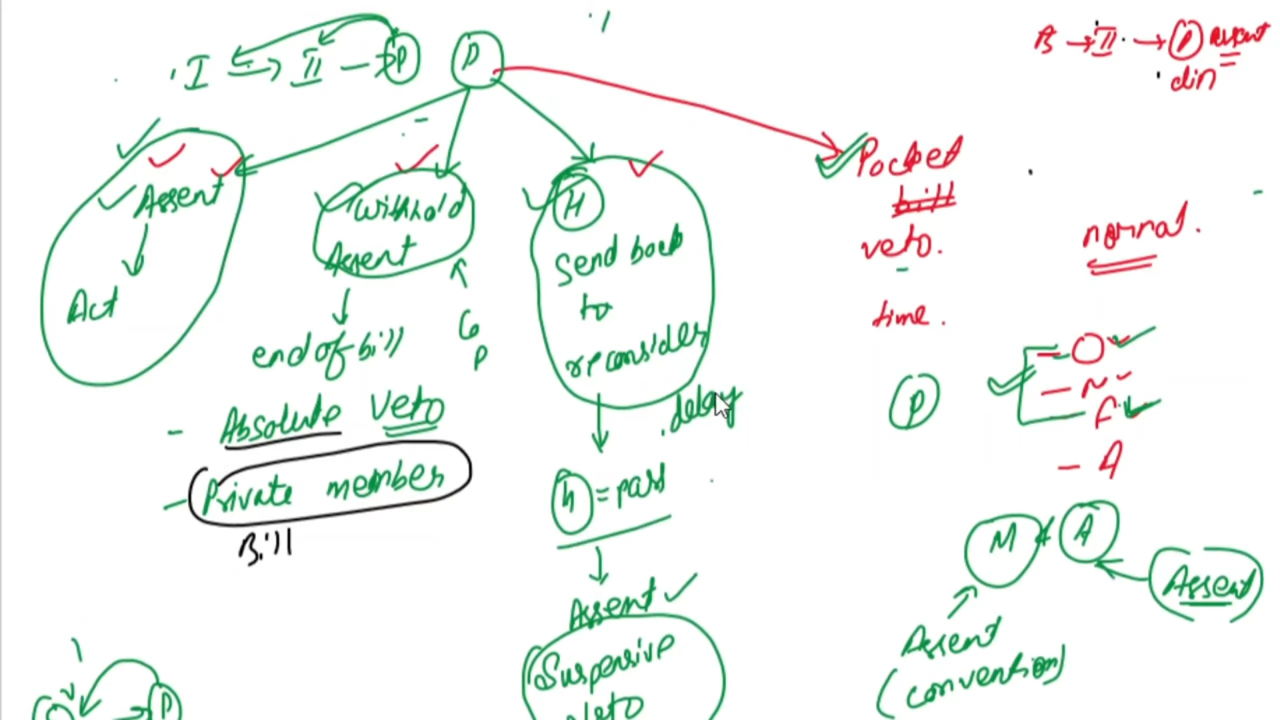 I II P
P
B → II → P assent
din
Assent
Act
Withhold
Assent
end of bill
G
P
- Absolute Veto
- Private member
Bill
H
Send back
to
reconsider
delay
h = pass
Assent
Suspensive
Veto
Pocket
bill
veto.
time.
normal.
P
- O
- N
F
- A
M & A
Assent
Assent
(convention)
P